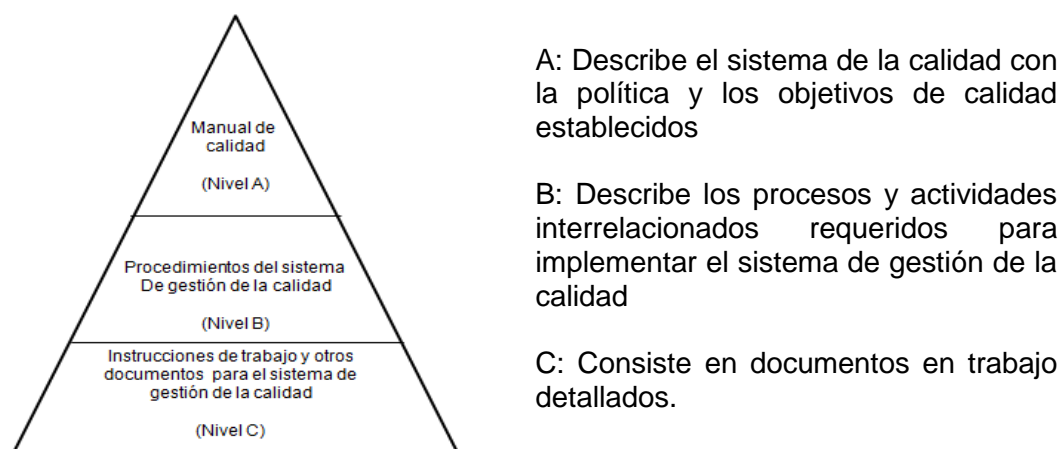 Manual de
calidad
(Nivel A)
Procedimientos del sistema
De gestión de la calidad
(Nivel B)
Instrucciones de trabajo y otros
documentos para el sistema de
gestión de la calidad
(Nivel C)
A: Describe el sistema de la calidad con
la política y los objetivos de calidad
establecidos
B: Describe los procesos y actividades
interrelacionados requeridos para
implementar el sistema de gestión de la
calidad
C: Consiste en documentos en trabajo
detallados.